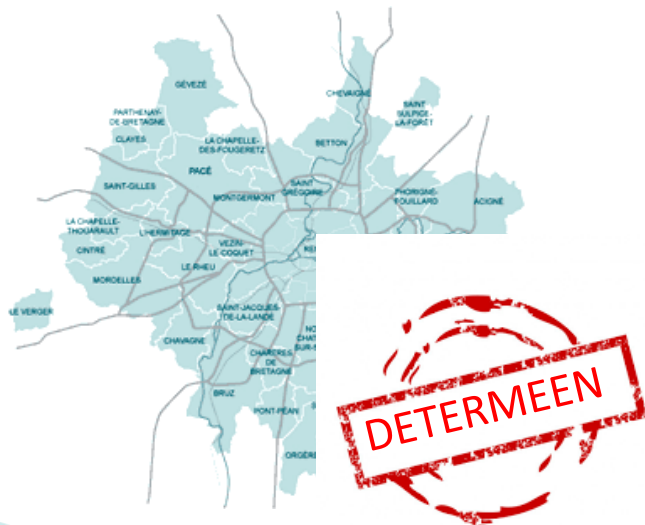 GÉVEZÉ
CHEVAIGNÉ
SAINT
SULPICE-
LA-FORÊT
PARTHENAY-
DE-BRETAGNE
CLAYES
LA CHAPELLE-
DES-FOUGERETZ
BETTON
PACÉ
SAINT-GILLES
MONTGERMONT
SAINT
GRÉGOIRE
THORIGNÉ-
FOUILLARD
ACIGNÉ
LA CHAPELLE-
THOUARAULT
L'HERMITAGE
CINTRÉ
VEZIN-
LE-COQUET
LE RHEU
MORDELLES
LE VERGER
SAINT-JACQUES-
DE-LA-LANDE
CHAVAGNE
CHARTRES
DE
BRETAGNE
BRUZ
PONT-PÉAN
DETERMEEN